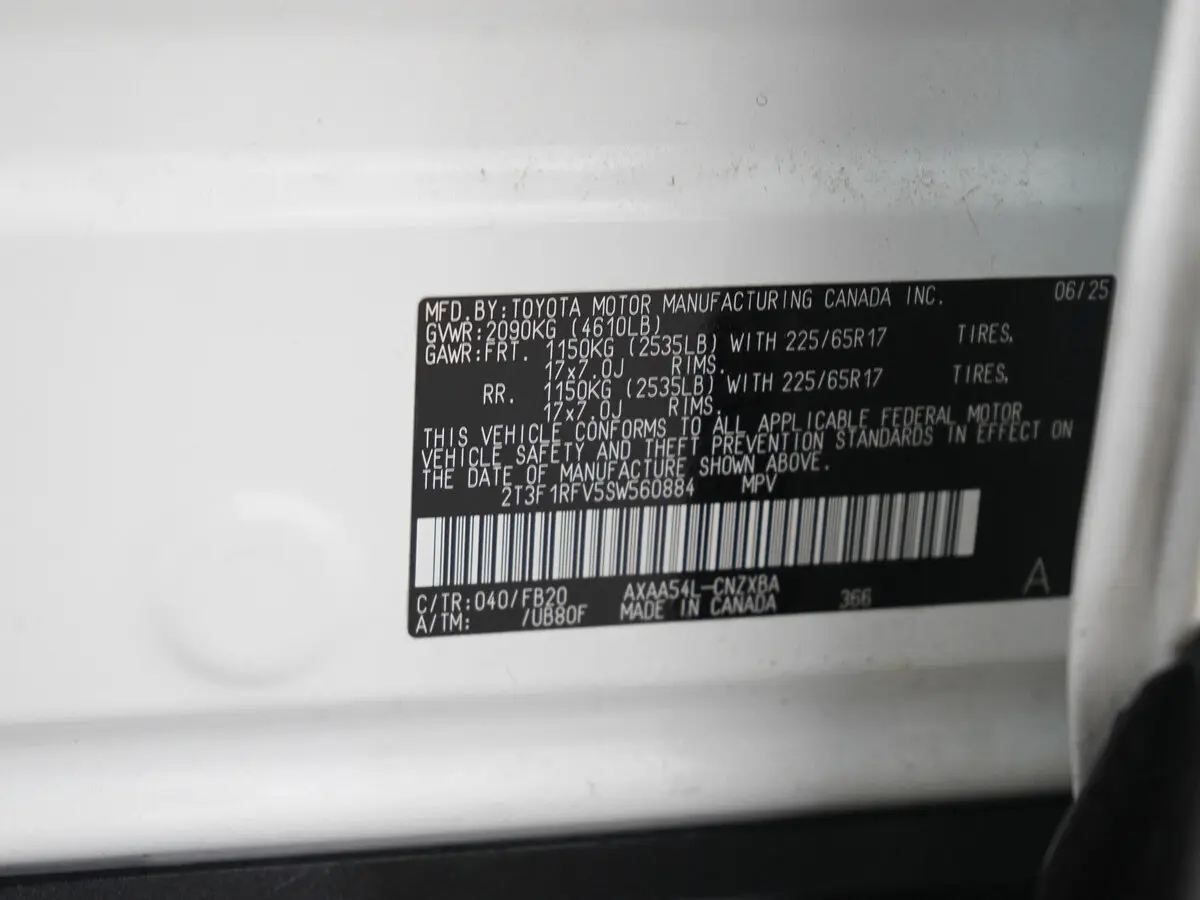 MFD.BY:TOYOTA MOTOR MANUFACTURING CANADA INC. 06/25
GVWR:2090KG (4610LB)
GAWR:FRT. 1150KG (2535LB) WITH 225/65R17 TIRES,
17x7.0J RIMS.
RR. 1150KG (2535LB) WITH 225/65R17 TIRES,
17x7.0J RIMS.
THIS VEHICLE CONFORMS TO ALL APPLICABLE FEDERAL MOTOR
VEHICLE SAFETY AND THEFT PREVENTION STANDARDS IN EFFECT ON
THE DATE OF MANUFACTURE SHOWN ABOVE.
2T3F1RFV5SW560884 MPV
C/TR:040/FB20 AXAA54L-CNZXBA 366 A
A/TM: /UB80F MADE IN CANADA